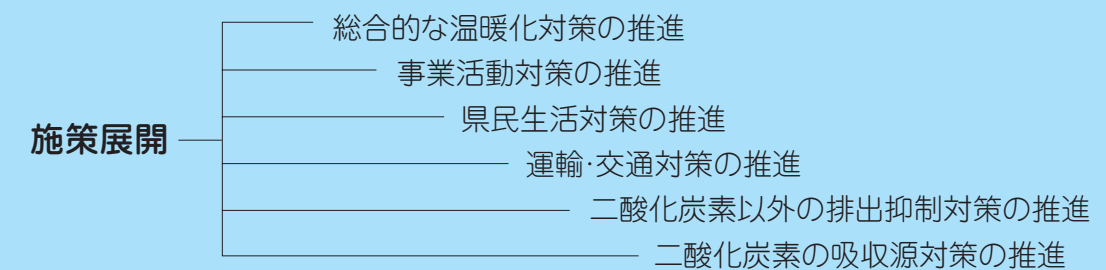 施策展開
総合的な温暖化対策の推進
事業活動対策の推進
県民生活対策の推進
運輸・交通対策の推進
二酸化炭素以外の排出抑制対策の推進
二酸化炭素の吸収源対策の推進